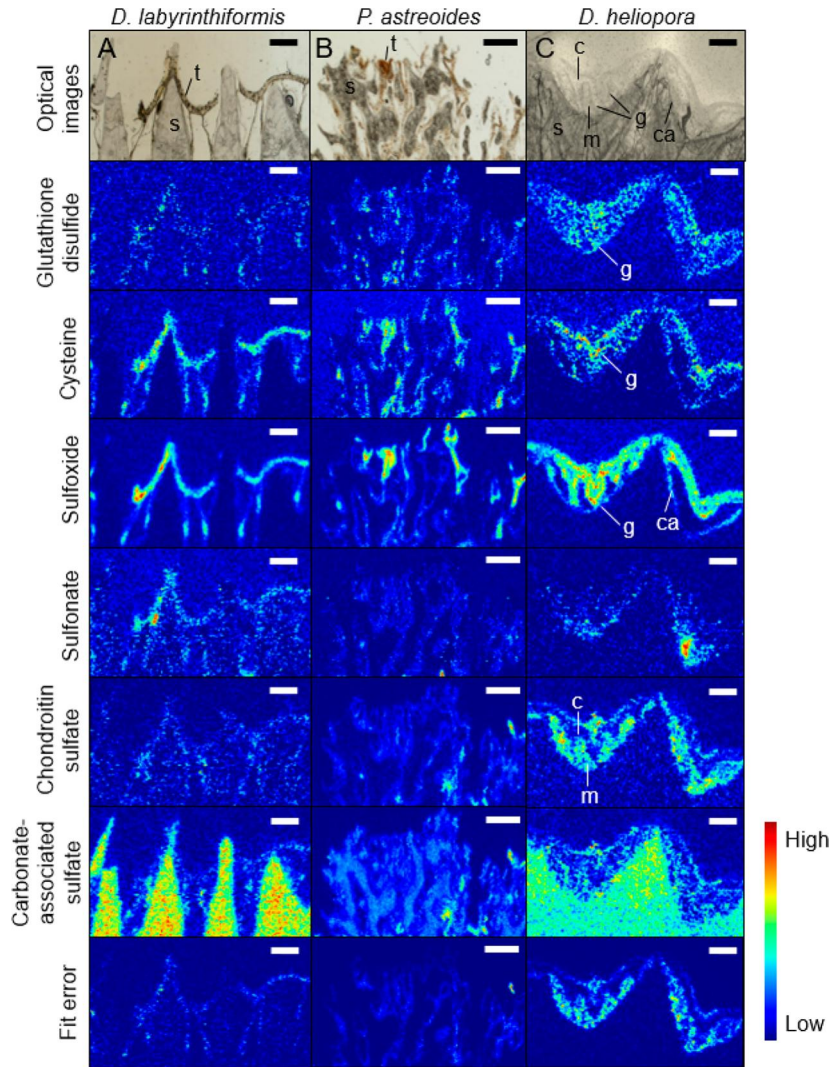 D. labyrinthiformis P. astreoides D. heliopora
Optical
images
A
t
s
B
t
s
C
c
g
s
m
ca
Glutathione
disulfide
g
Cysteine
g
Sulfoxide
g
ca
Sulfonate
Chondroitin
sulfate
c
m
Carbonate-
associated
sulfate
Fit error
High
Low